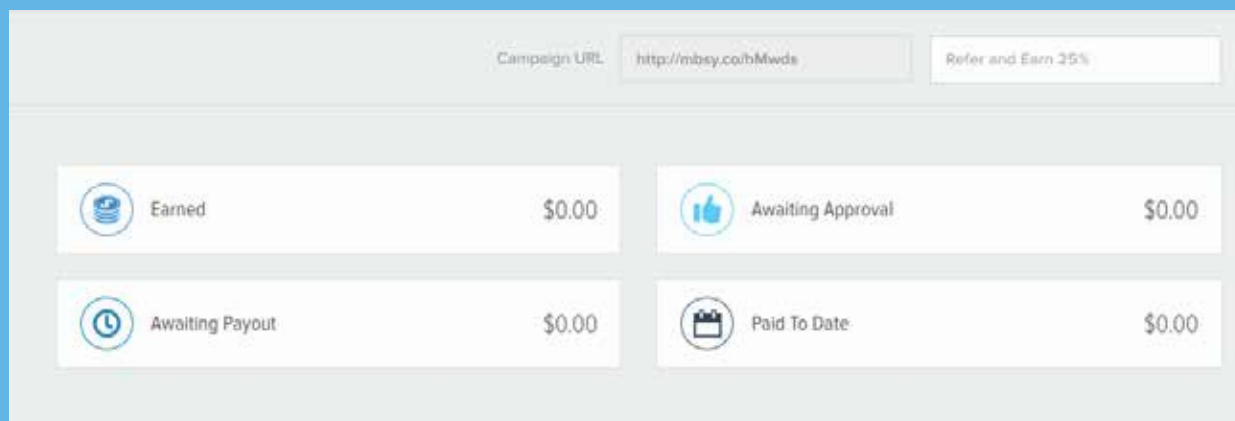 Campaign URL http://mbsy.co/hMwds Refer and Earn 25%
Earned $0.00
Awaiting Approval $0.00
Awaiting Payout $0.00
Paid To Date $0.00